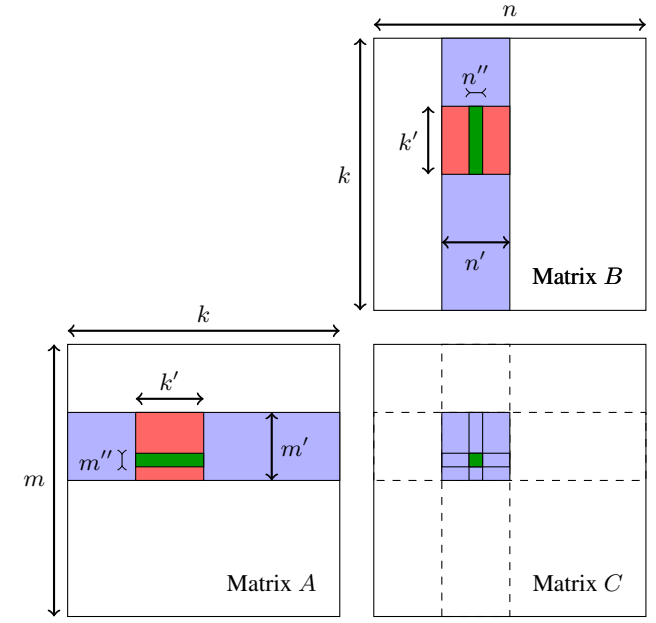 n
n′′
k′
k
n′
Matrix B
k
k′
m′′
m′
m
Matrix A
Matrix C